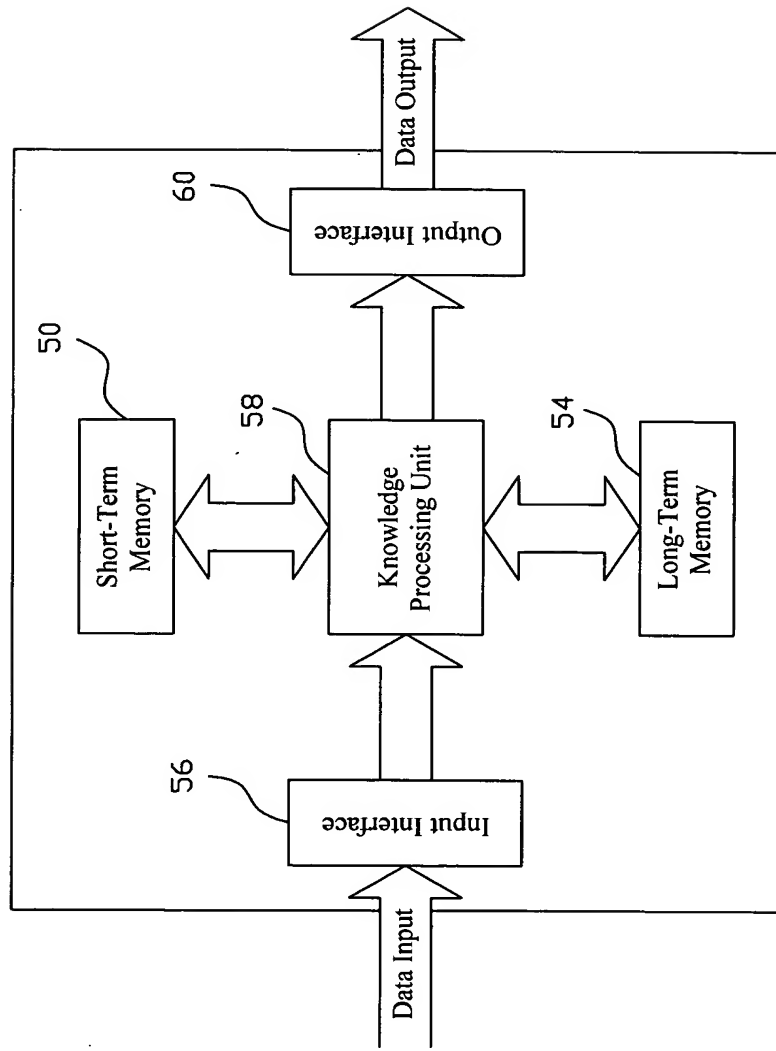 50
Short-Term
Memory
Data Input
56
Input Interface
58
Knowledge
Processing Unit
60
Output Interface
Data Output
54
Long-Term
Memory